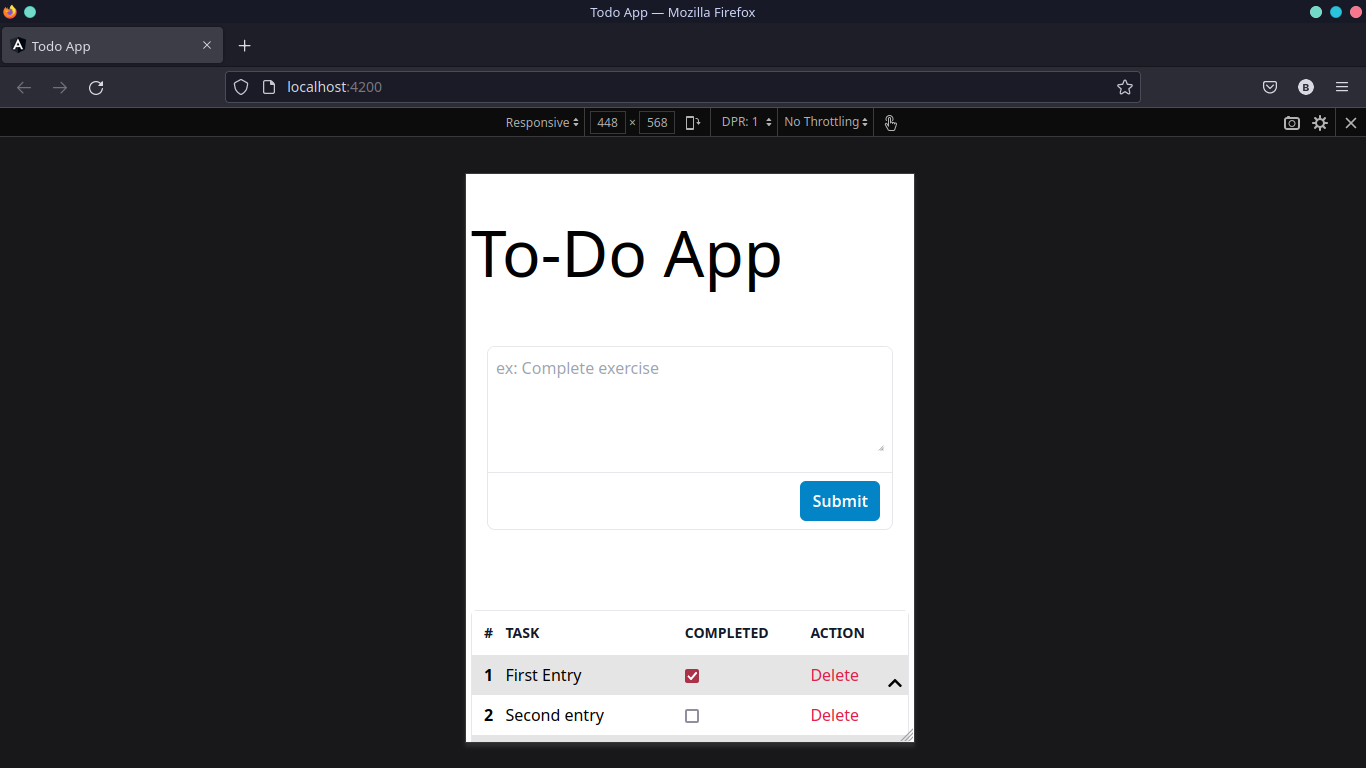 Todo App — Mozilla Firefox
Todo App
localhost:4200
B
Responsive 448 × 568 DPR: 1 No Throttling
To-Do App
ex: Complete exercise
Submit
# TASK COMPLETED ACTION
1 First Entry Delete
2 Second entry Delete